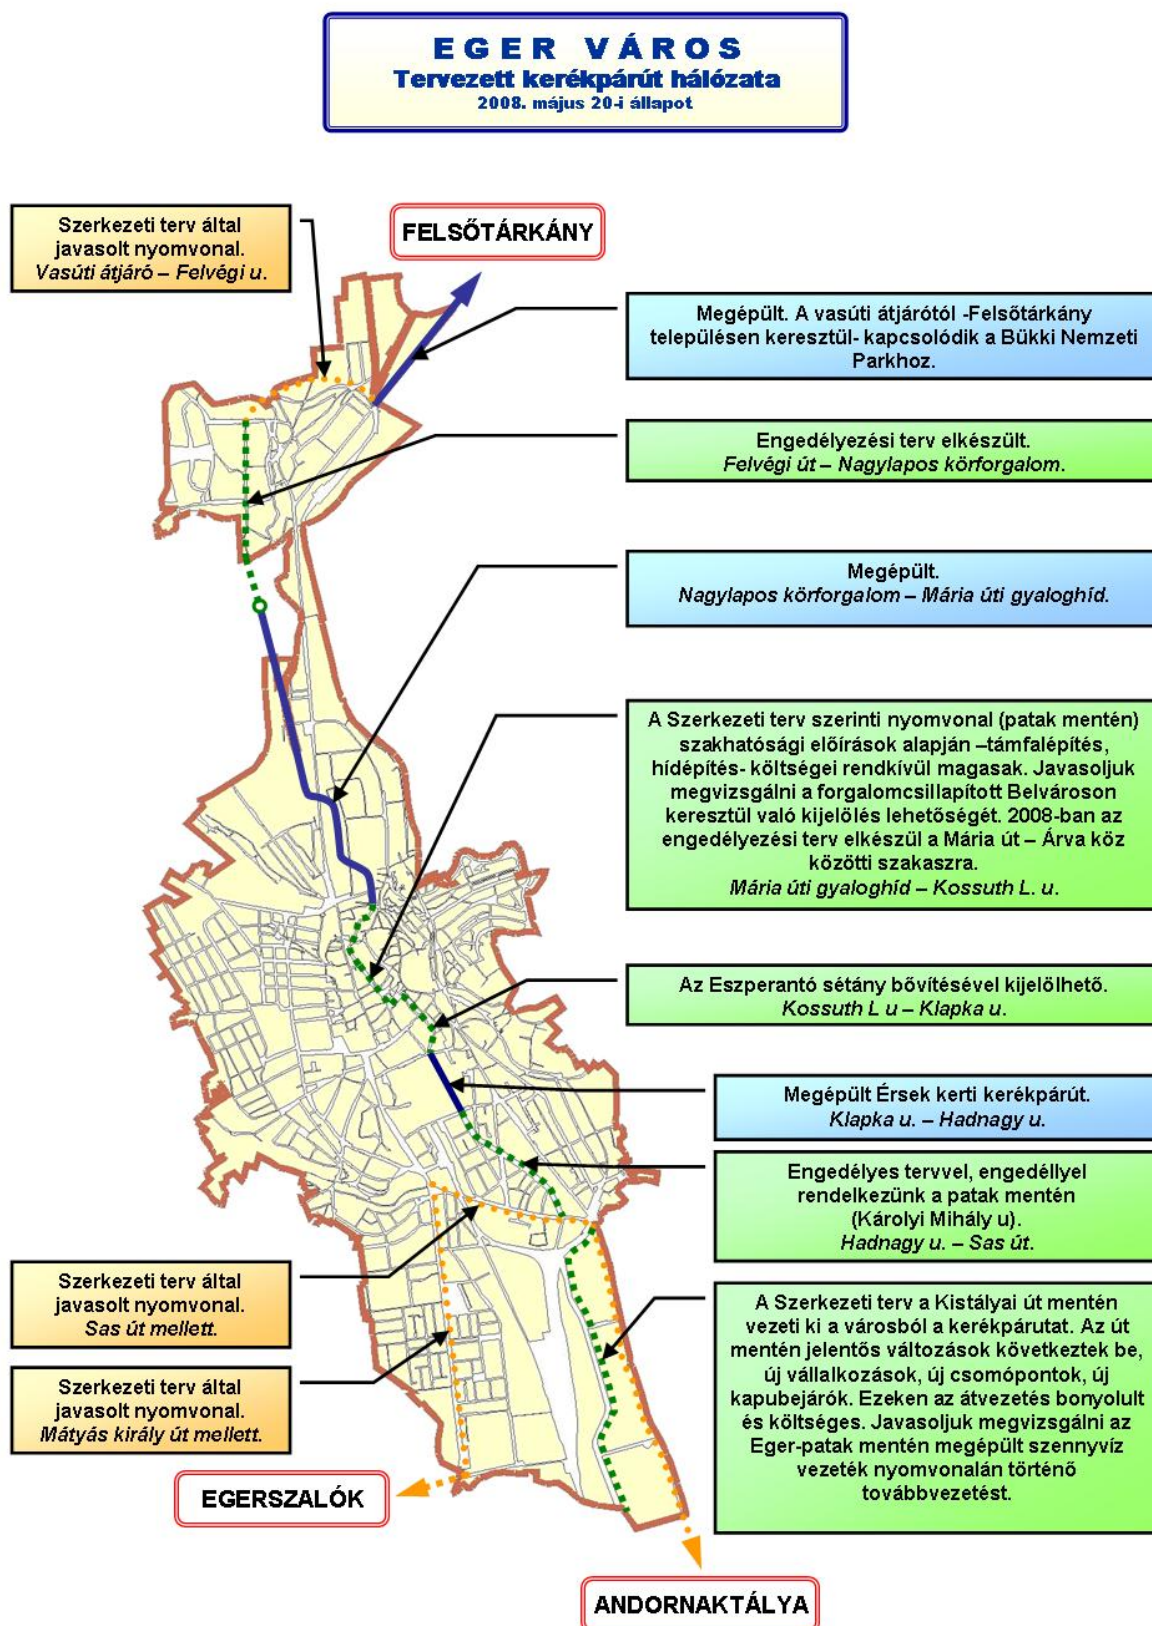 EGER VÁROS
Tervezett kerékpárút hálózata
2008. május 20-i állapot
Szerkezeti terv által
javasolt nyomvonal.
Vasúti átjáró – Felvégi u.
FELSŐTÁRKÁNY
Megépült. A vasúti átjárótól -Felsőtárkány
településen keresztül- kapcsolódik a Bükki Nemzeti
Parkhoz.
Engedélyezési terv elkészült.
Felvégi út – Nagylapos körforgalom.
Megépült.
Nagylapos körforgalom – Mária úti gyaloghíd.
A Szerkezeti terv szerinti nyomvonal (patak mentén)
szakhatósági előírások alapján –támfalépítés,
hídépítés- költségei rendkívül magasak. Javasoljuk
megvizsgálni a forgalomcsillapított Belvároson
keresztül való kijelölés lehetőségét. 2008-ban az
engedélyezési terv elkészül a Mária út – Árva köz
közötti szakaszra.
Mária úti gyaloghíd – Kossuth L. u.
Az Eszperantó sétány bővítésével kijelölhető.
Kossuth L u – Klapka u.
Megépült Érsek kerti kerékpárút.
Klapka u. – Hadnagy u.
Engedélyes tervvel, engedéllyel
rendelkezünk a patak mentén
(Károlyi Mihály u).
Hadnagy u. – Sas út.
Szerkezeti terv által
javasolt nyomvonal.
Sas út mellett.
Szerkezeti terv által
javasolt nyomvonal.
Mátyás király út mellett.
A Szerkezeti terv a Kistályai út mentén
vezeti ki a városból a kerékpárutat. Az út
mentén jelentős változások következtek be,
új vállalkozások, új csomópontok, új
kapubejárók. Ezeken az átvezetés bonyolult
és költséges. Javasoljuk megvizsgálni az
Eger-patak mentén megépült szennyvíz
vezeték nyomvonalán történő
továbbvezetést.
EGERSZALÓK
ANDORNAKTÁLYA